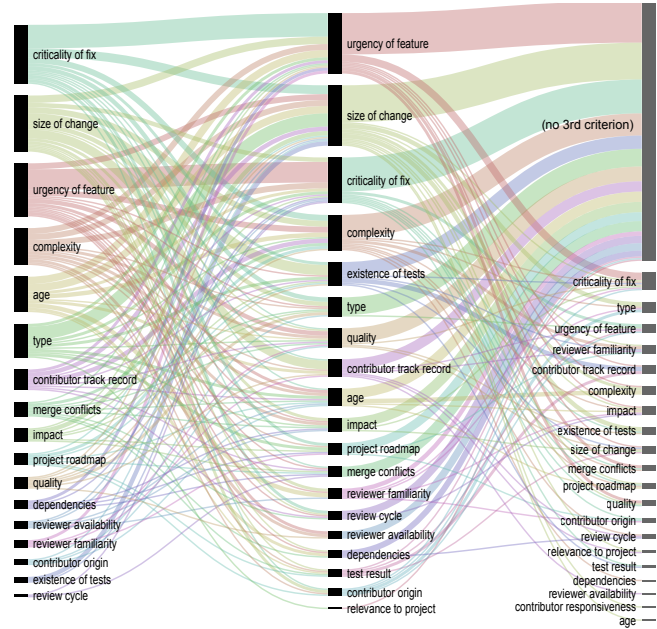 criticality of fix
size of change
urgency of feature
complexity
age
type
contributor track record
merge conflicts
impact
project roadmap
quality
dependencies
reviewer availability
reviewer familiarity
contributor origin
existence of tests
review cycle
urgency of feature
size of change
criticality of fix
complexity
existence of tests
type
quality
contributor track record
age
impact
project roadmap
merge conflicts
reviewer familiarity
review cycle
reviewer availability
dependencies
test result
contributor origin
relevance to project
(no 3rd criterion)
criticality of fix
type
urgency of feature
reviewer familiarity
contributor track record
complexity
impact
existence of tests
size of change
merge conflicts
project roadmap
quality
contributor origin
review cycle
relevance to project
test result
dependencies
reviewer availability
contributor responsiveness
age